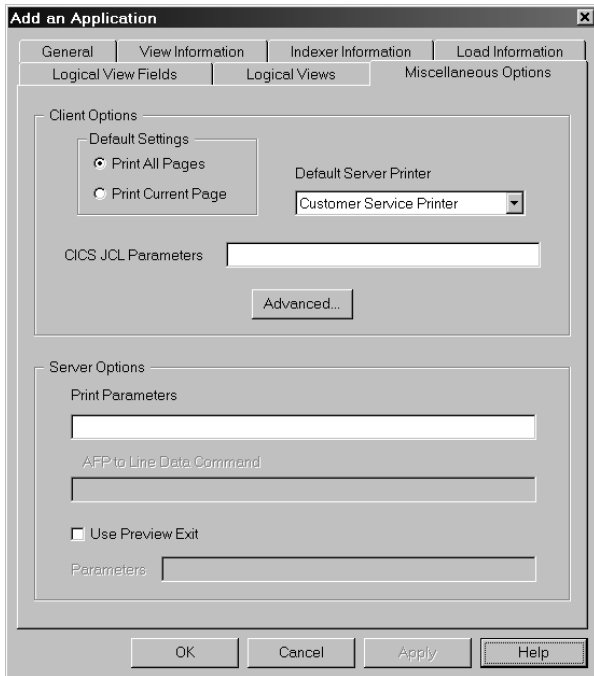 Add an Application
General View Information Indexer Information Load Information
Logical View Fields Logical Views Miscellaneous Options
Client Options
Default Settings
Print All Pages
Print Current Page
Default Server Printer
Customer Service Printer
CICS JCL Parameters
Advanced...
Server Options
Print Parameters
AFP to Line Data Command
Use Preview Exit
Parameters
OK Cancel Apply Help